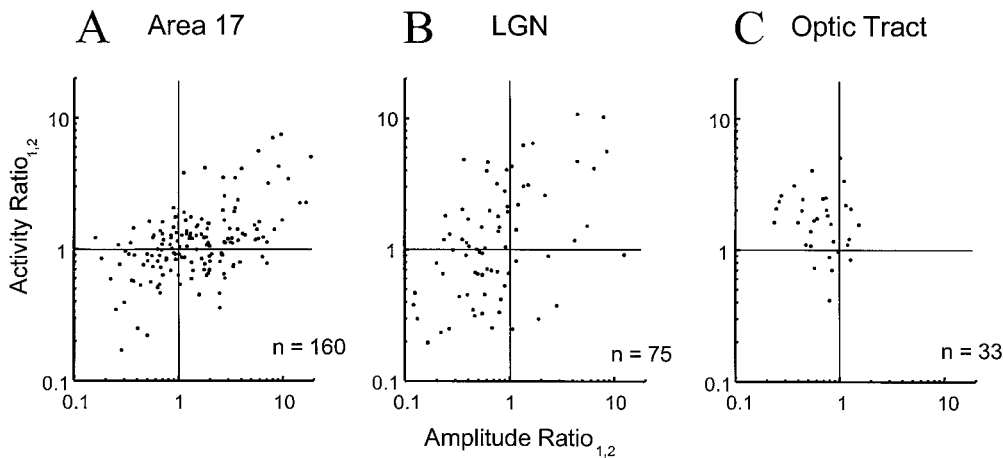 A Area 17
B LGN
C Optic Tract
Activity Ratio1,2
10
1
0.1
n = 160
0.1 1 10
10
1
0.1
n = 75
0.1 1 10
10
1
0.1
n = 33
0.1 1 10
Amplitude Ratio1,2